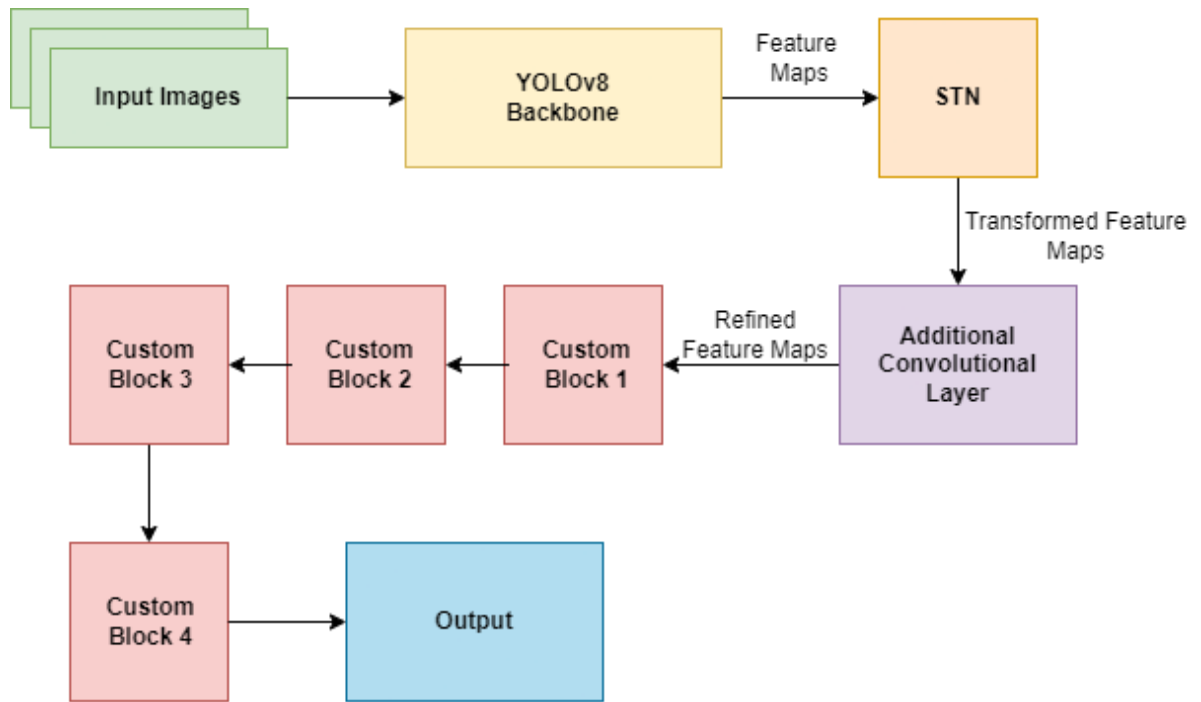 Input Images
YOLOv8
Backbone
Feature
Maps
STN
Transformed Feature
Maps
Additional
Convolutional
Layer
Refined
Feature Maps
Custom
Block 1
Custom
Block 2
Custom
Block 3
Custom
Block 4
Output